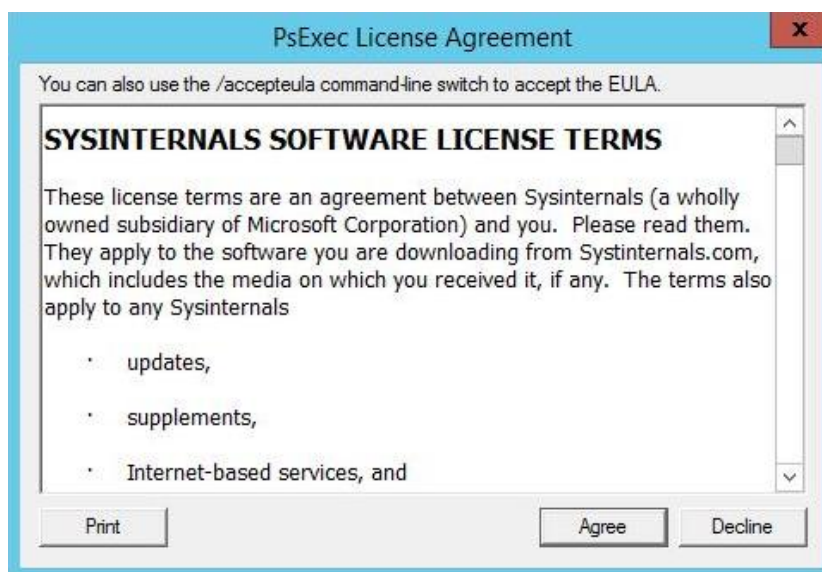 PsExec License Agreement
x
You can also use the /accepteula command-line switch to accept the EULA.
SYSINTERNALS SOFTWARE LICENSE TERMS
These license terms are an agreement between Sysinternals (a wholly
owned subsidiary of Microsoft Corporation) and you.  Please read them.
They apply to the software you are downloading from Systinternals.com,
which includes the media on which you received it, if any.  The terms also
apply to any Sysinternals
· updates,
· supplements,
· Internet-based services, and
Print Agree Decline